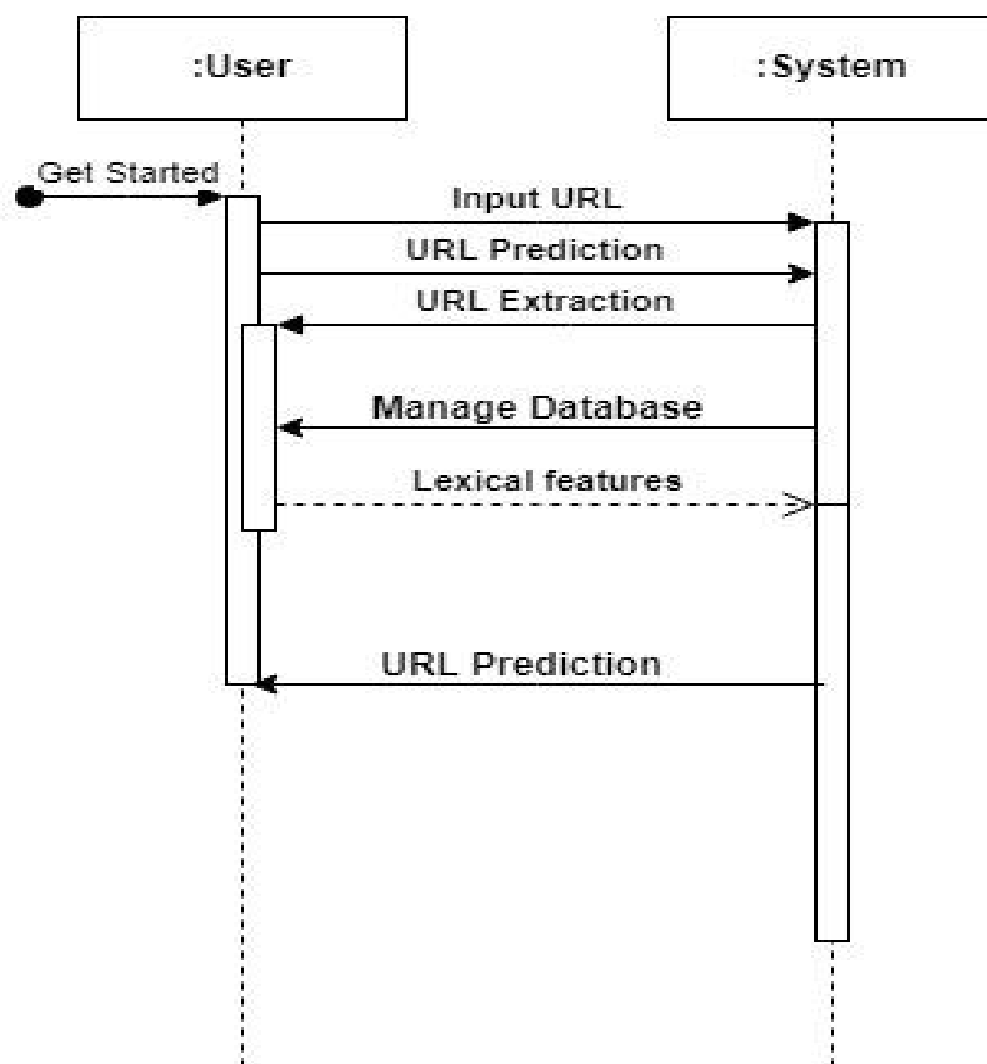 :User
:System
Get Started
Input URL
URL Prediction
URL Extraction
Manage Database
Lexical features
URL Prediction